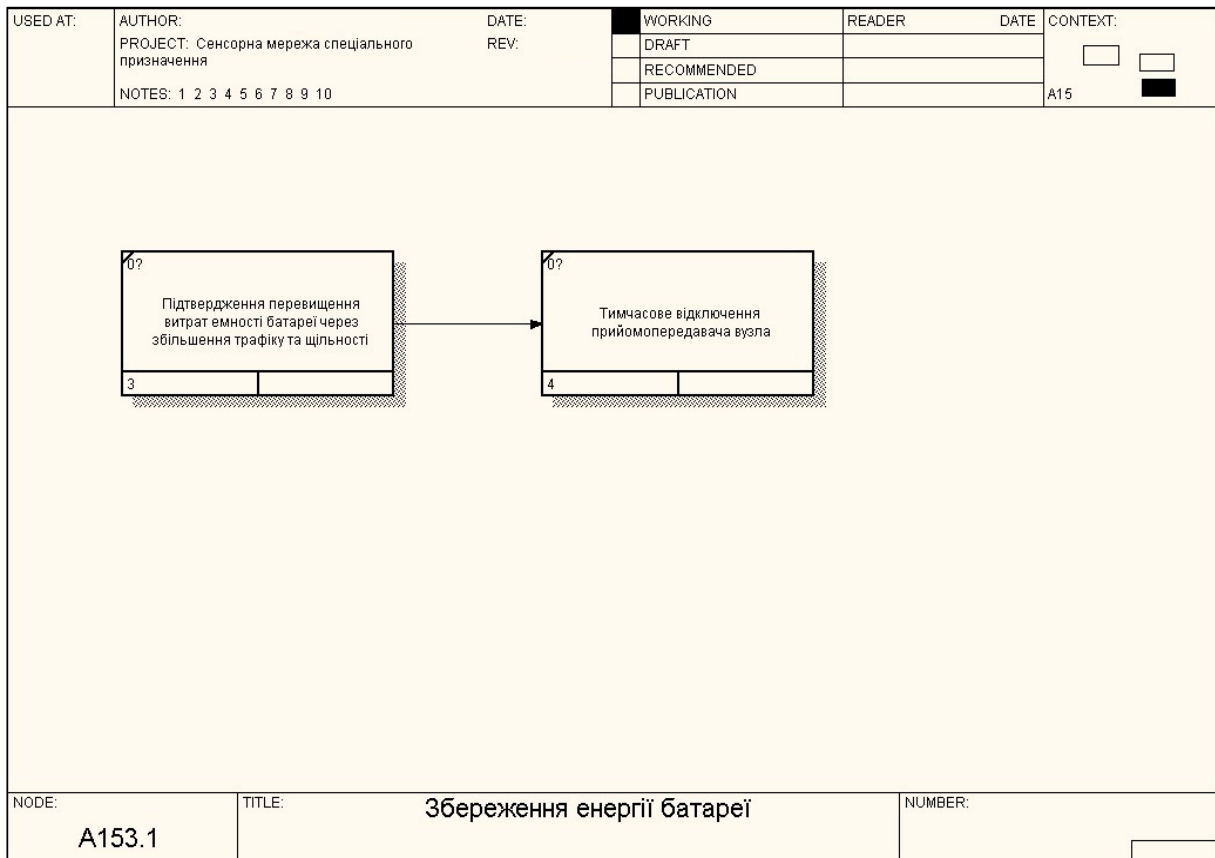 USED AT:
AUTHOR:
DATE:
PROJECT: Сенсорна мережа спеціального
призначення
REV:
NOTES: 1 2 3 4 5 6 7 8 9 10
WORKING
DRAFT
RECOMMENDED
PUBLICATION
READER
DATE
CONTEXT:
A15
0?
Підтвердження перевищення
витрат емності батареї через
збільшення трафіку та щільності
3
0?
Тимчасове відключення
прийомопередавача вузла
4
NODE:
A153.1
TITLE:
Збереження енергії батареї
NUMBER: